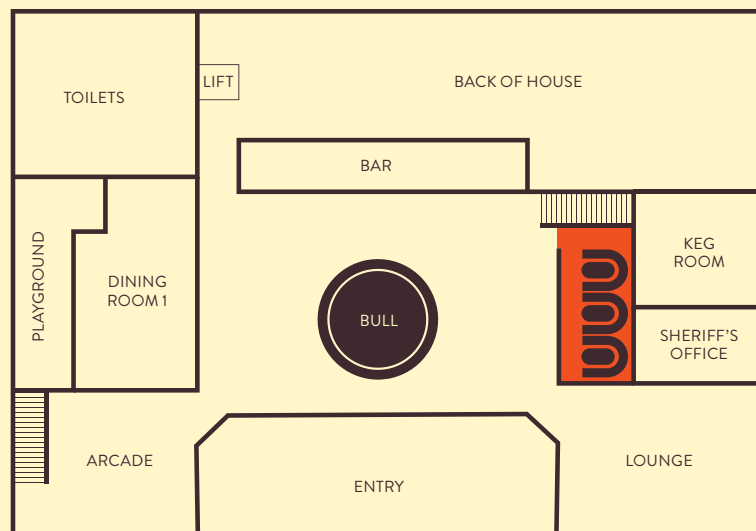 LIFT
BACK OF HOUSE
TOILETS
BAR
PLAYGROUND
DINING
ROOM 1
BULL
KEG
ROOM
SHERIFF'S
OFFICE
ARCADE
ENTRY
LOUNGE